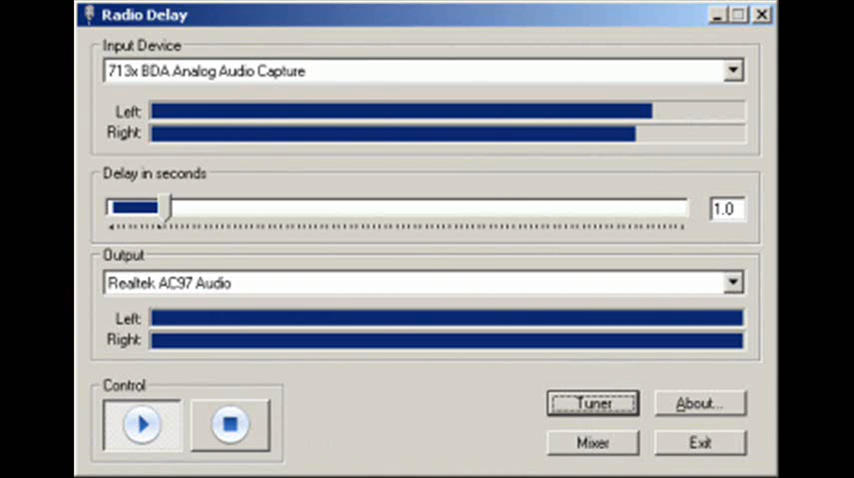 Radio Delay
Input Device
713x BDA Analog Audio Capture
Left:
Right:
Delay in seconds
1.0
Output
Realtek AC97 Audio
Left:
Right:
Control
Tuner
About...
Mixer
Exit